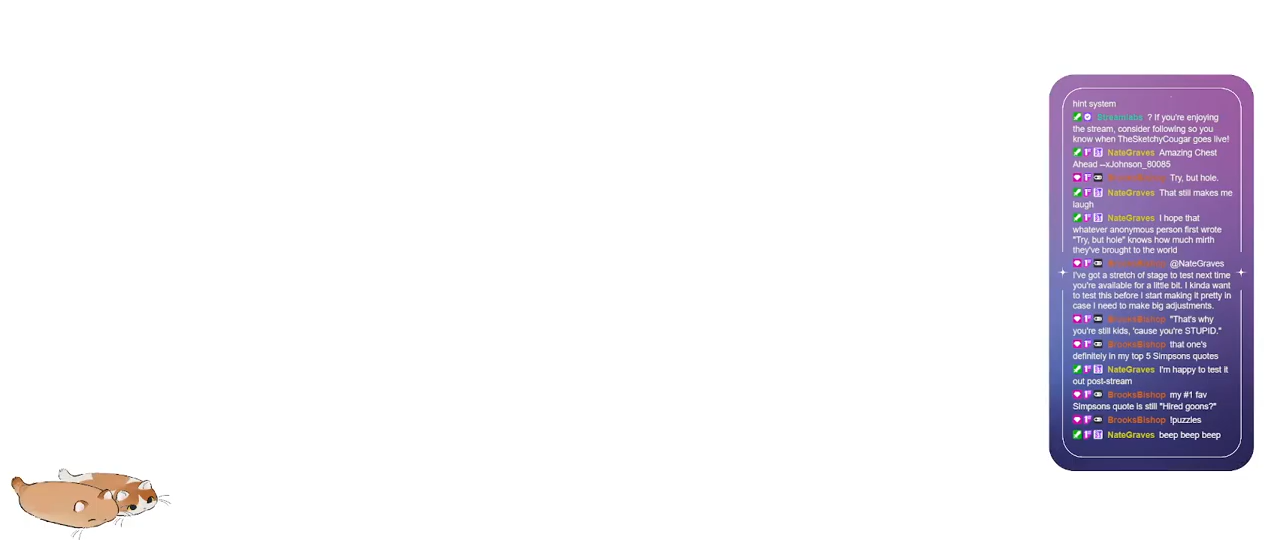 hint system
Streamlabs ? If you're enjoying
the stream, consider following so you
know when TheSketchyCougar goes live!
NateGraves Amazing Chest
Ahead --xJohnson_80085
BrooksBishop Try, but hole.
NateGraves That still makes me
laugh
NateGraves I hope that
whatever anonymous person first wrote
"Try, but hole" knows how much mirth
they've brought to the world
BrooksBishop @NateGraves
I've got a stretch of stage to test next time
you're available for a little bit. I kinda want
to test this before I start making it pretty in
case I need to make big adjustments.
BrooksBishop "That's why
you're still kids, 'cause you're STUPID."
BrooksBishop that one's
definitely in my top 5 Simpsons quotes
NateGraves I'm happy to test it
out post-stream
BrooksBishop my #1 fav
Simpsons quote is still "Hired goons?"
BrooksBishop !puzzles
NateGraves beep beep beep